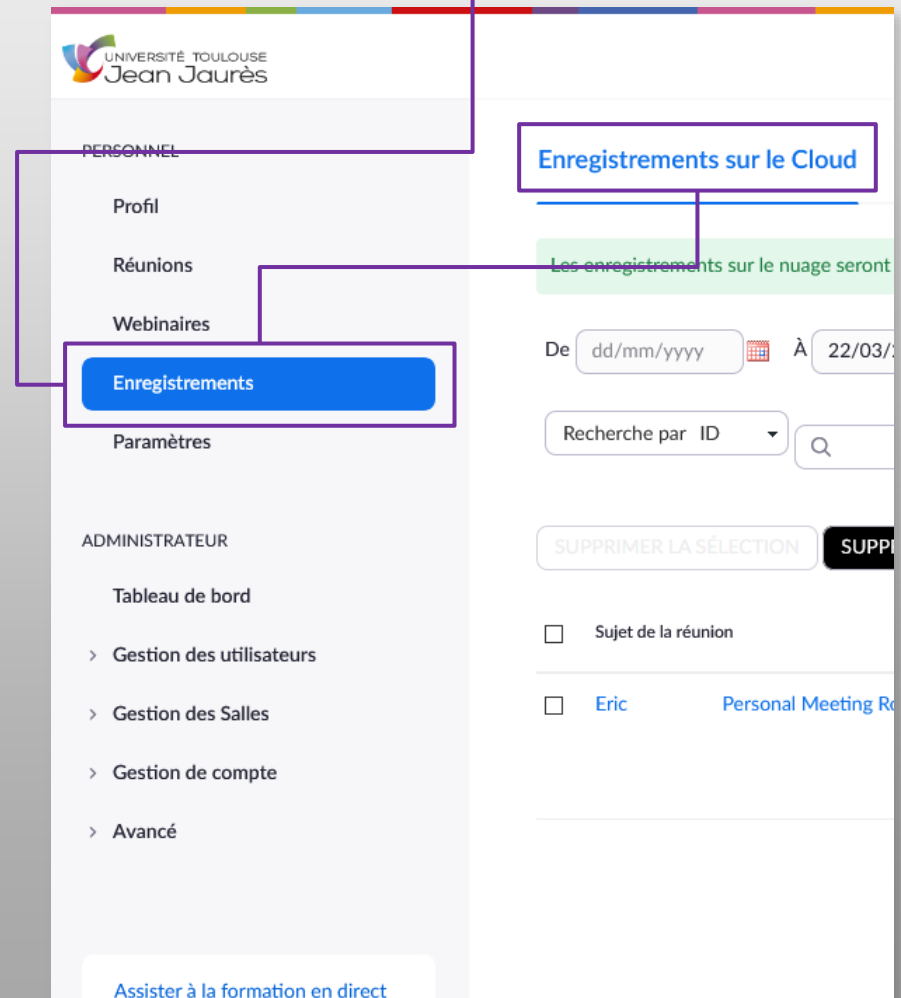 UNIVERSITÉ TOULOUSE
Jean Jaurès
PERSONNEL
Profil
Réunions
Webinaires
Enregistrements
Paramètres
ADMINISTRATEUR
Tableau de bord
Gestion des utilisateurs
Gestion des Salles
Gestion de compte
Avancé
Assister à la formation en direct
Enregistrements sur le Cloud
Les enregistrements sur le nuage seront
De dd/mm/yyyy À 22/03/
Recherche par ID
SUPPRIMER LA SÉLECTION SUPP
Sujet de la réunion
Eric Personal Meeting Ro